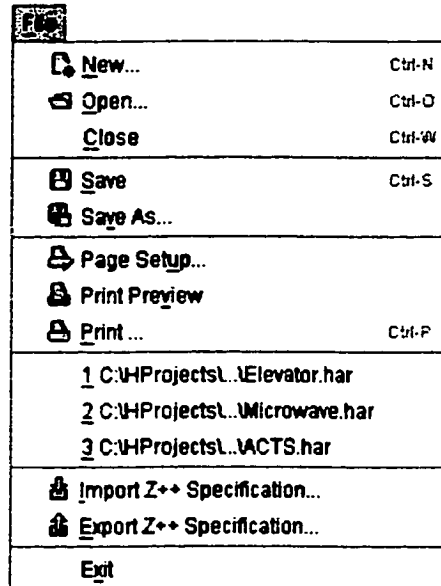 File
New... Ctrl-N
Open... Ctrl-O
Close Ctrl-W
Save Ctrl-S
Save As...
Page Setup...
Print Preview
Print ... Ctrl-P
1 C:\HProjects\...\Elevator.har
2 C:\HProjects\...\Microwave.har
3 C:\HProjects\...\ACTS.har
Import Z++ Specification...
Export Z++ Specification...
Exit